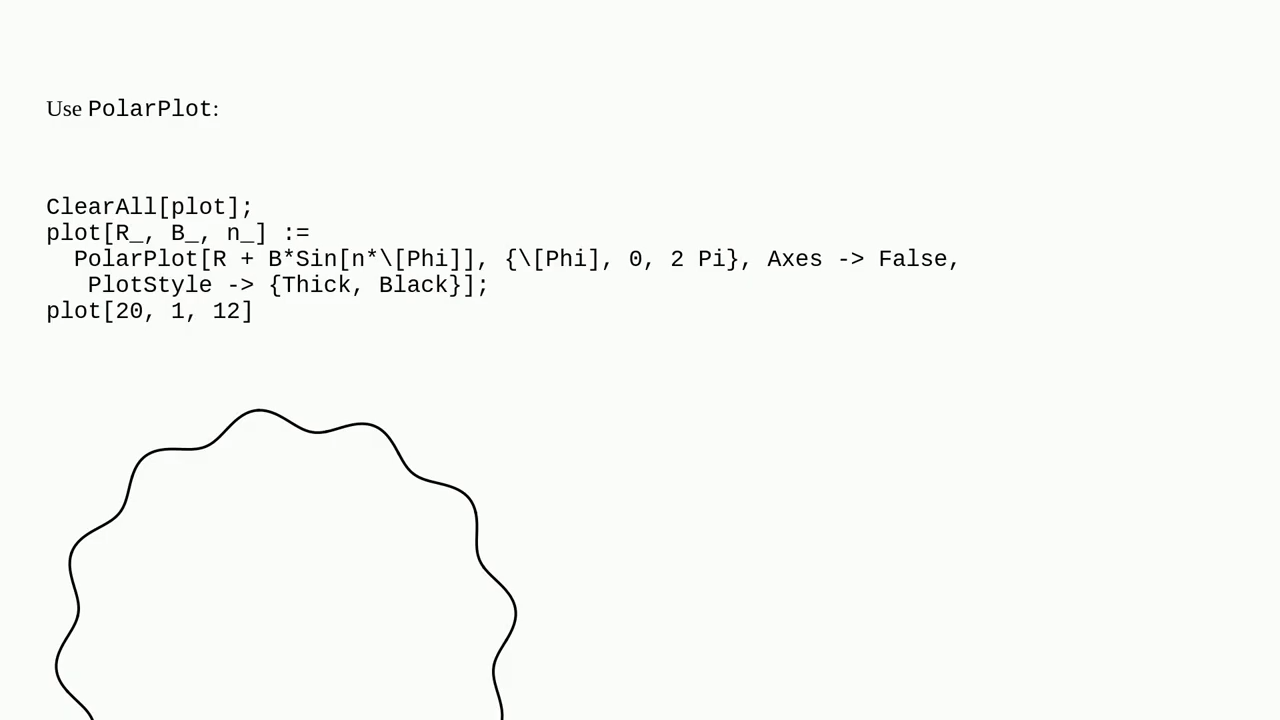 Use PolarPlot:
ClearAll[plot];
plot[R_, B_, n_] :=
  PolarPlot[R + B*Sin[n*\[Phi]], {\[Phi], 0, 2 Pi}, Axes -> False,
   PlotStyle -> {Thick, Black}];
plot[20, 1, 12]